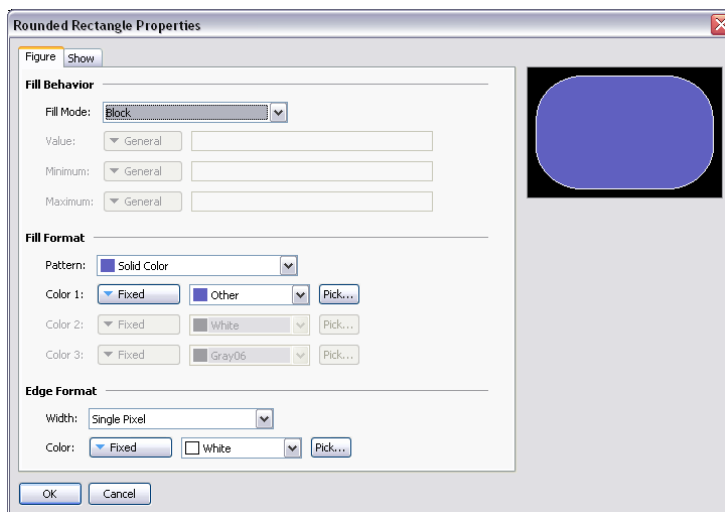 Rounded Rectangle Properties
Figure Show
Fill Behavior
Fill Mode: Block
Value: General
Minimum: General
Maximum: General
Fill Format
Pattern: Solid Color
Color 1: Fixed Other Pick...
Color 2: Fixed White Pick...
Color 3: Fixed Gray06 Pick...
Edge Format
Width: Single Pixel
Color: Fixed White Pick...
OK Cancel